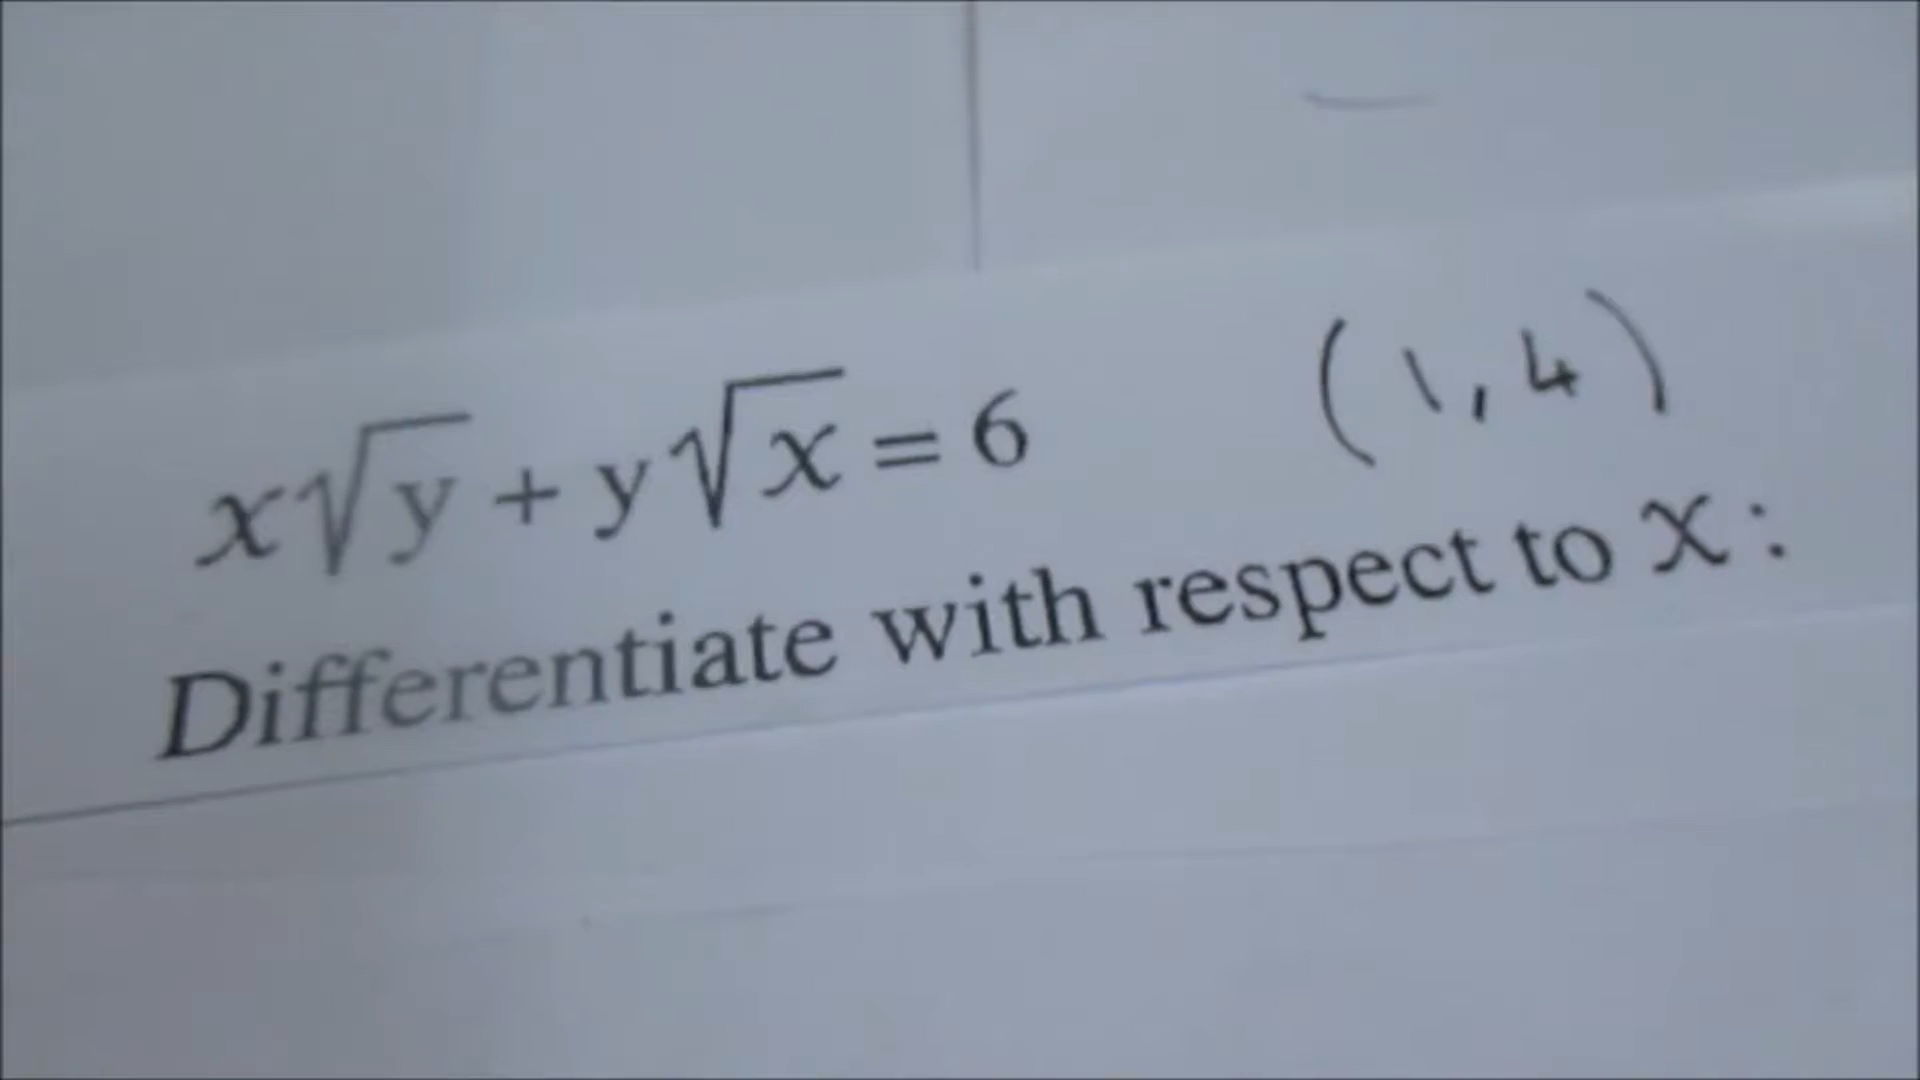 x√y + y√x = 6 (1,4)
Differentiate with respect to x: